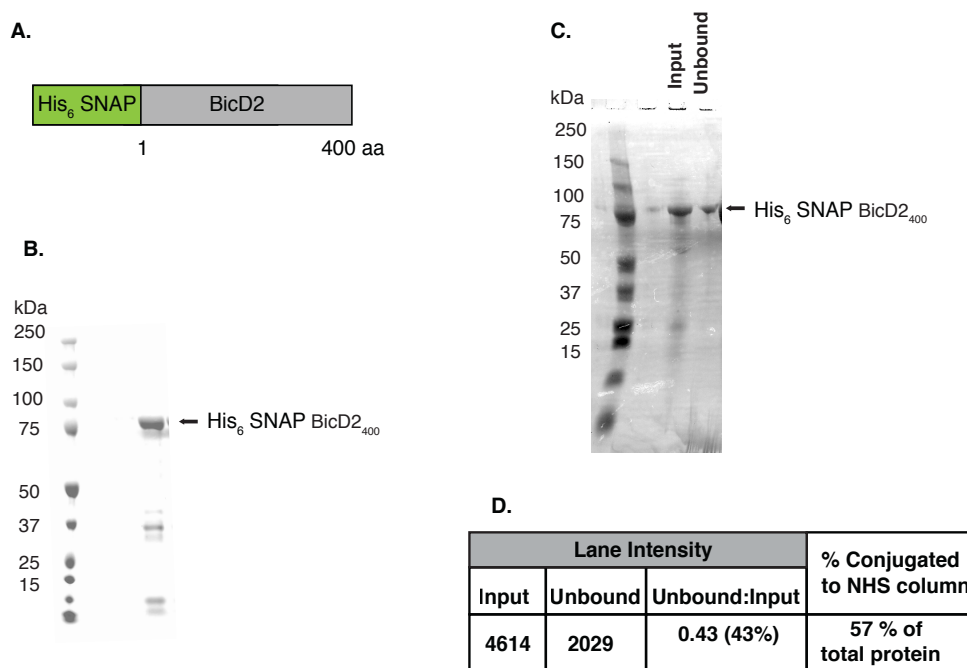 A.
His₆ SNAP BicD2
1 400 aa
B.
kDa
250
150
100
75
50
37
25
15
His₆ SNAP BicD2₄₀₀
C.
Input
Unbound
kDa
250
150
100
75
50
37
25
15
His₆ SNAP BicD2₄₀₀
D.
Lane Intensity
% Conjugated
to NHS column
Input Unbound Unbound:Input
4614 2029 0.43 (43%)
57 % of
total protein